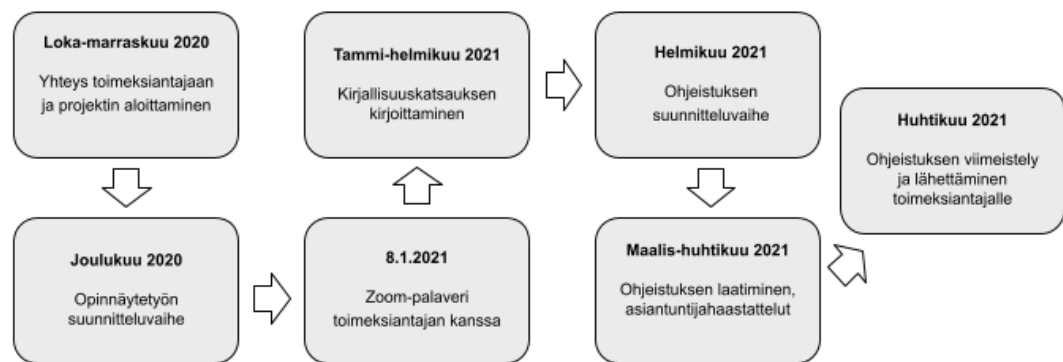 Loka-marraskuu 2020
Yhteys toimeksiantajaan
ja projektin aloittaminen
Joulukuu 2020
Opinnäytetyön
suunnitteluvaihe
8.1.2021
Zoom-palaveri
toimeksiantajan kanssa
Tammi-helmikuu 2021
Kirjallisuuskatsauksen
kirjoittaminen
Helmikuu 2021
Ohjeistuksen
suunnitteluvaihe
Maalis-huhtikuu 2021
Ohjeistuksen laatiminen,
asiantuntijahaastattelut
Huhtikuu 2021
Ohjeistuksen viimeistely
ja lähettäminen
toimeksiantajalle